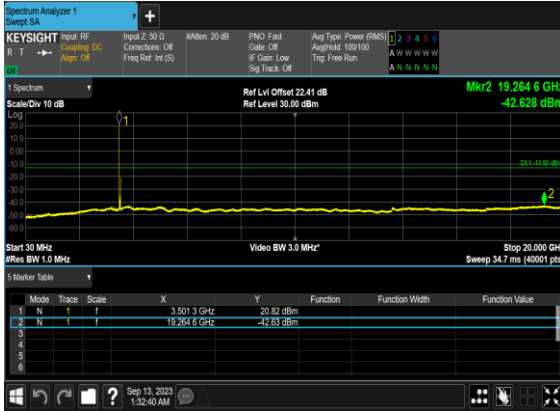 Spectrum Analyzer 1
Swept SA
+
KEYSIGHT Input: RF Input Z: 50 Ω #Atten: 20 dB PNO: Fast Avg Type: Power (RMS) 1 2 3 4 5 6
R T Coupling: DC Corrections: Off Gate: Off Avg|Hold: 100/100 A W W W W W
Align: Off Freq Ref: Int (S) IF Gain: Low Trig: Free Run
Sig Track: Off A N N N N N
1 Spectrum Ref Lvl Offset 22.41 dB Mkr2 19.264 6 GHz
Scale/Div 10 dB Ref Level 30.00 dBm -42.628 dBm
Log
20.0
10.0
0.00
-10.0
-20.0
-30.0
-40.0
-50.0
-60.0
1
DL1 -13.00 dBm
2
Start 30 MHz Video BW 3.0 MHz* Stop 20.000 GH
#Res BW 1.0 MHz Sweep 34.7 ms (40001 pts
5 Marker Table
Mode Trace Scale X Y Function Function Width Function Value
1 N 1 f 3.501 3 GHz 20.82 dBm
2 N 1 f 19.264 6 GHz -42.63 dBm
3
4
5
6
? Sep 13, 2023
1:32:40 AM